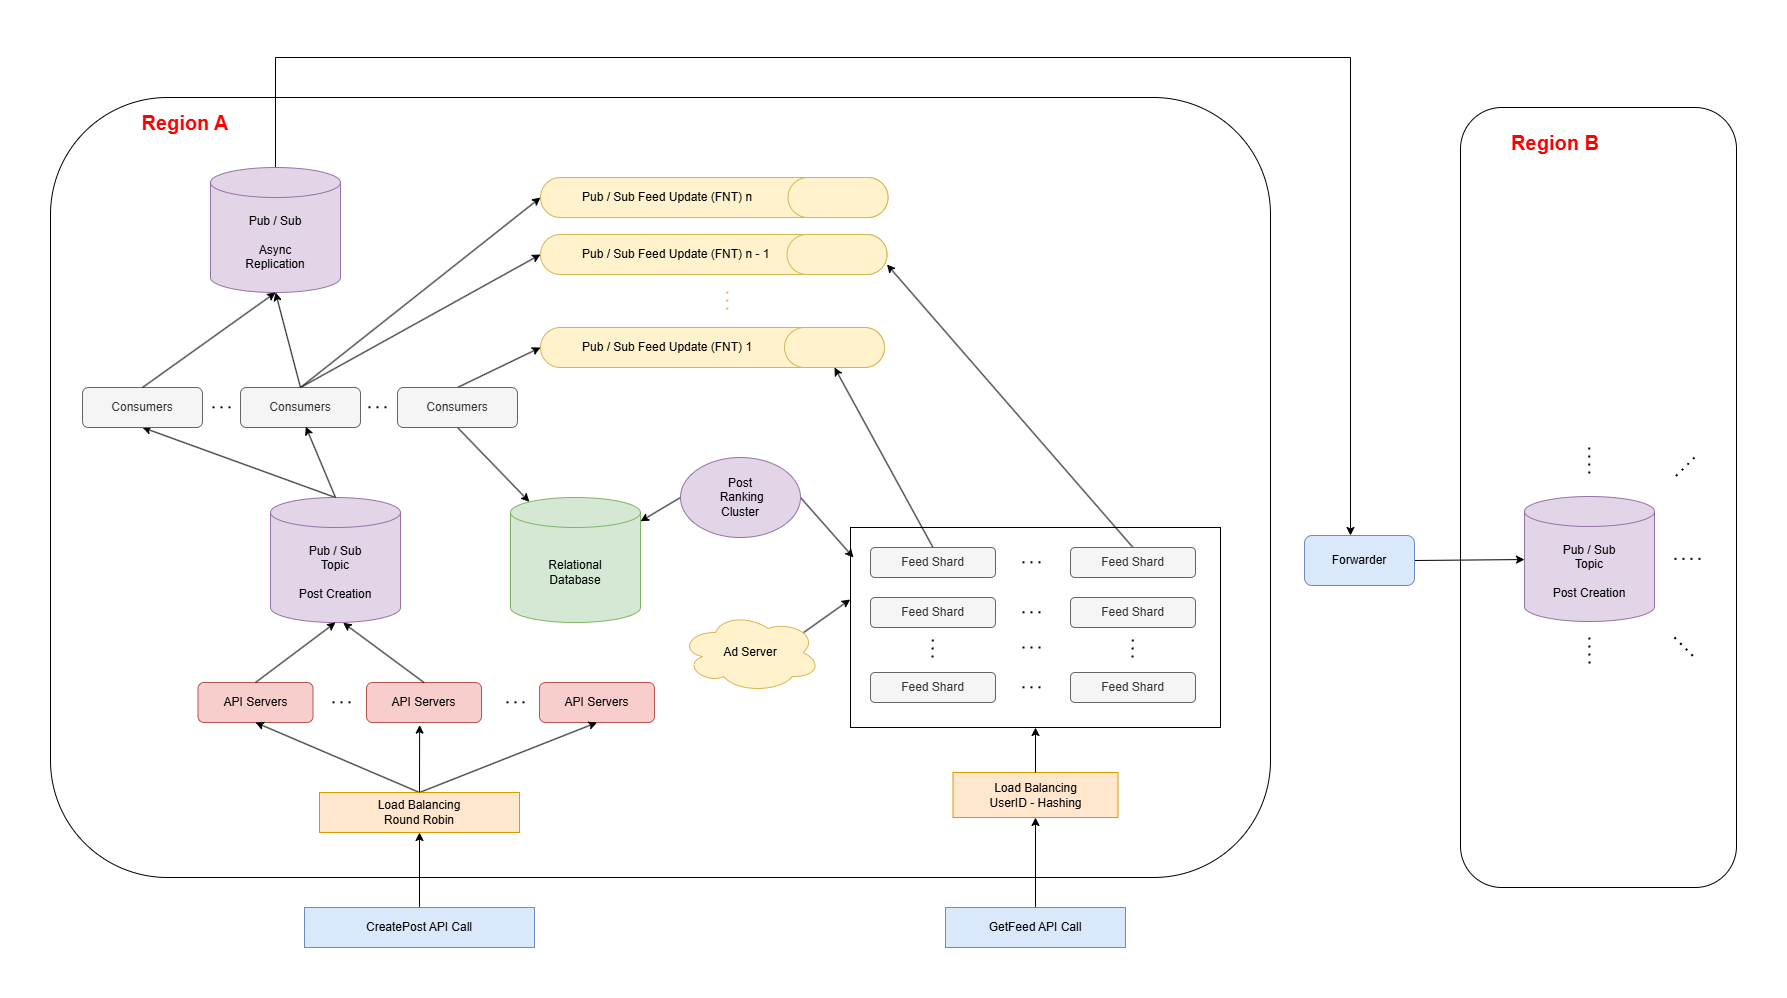 Region A
Region B
Pub / Sub
Async
Replication
Pub / Sub Feed Update (FNT) n
Pub / Sub Feed Update (FNT) n - 1
Pub / Sub Feed Update (FNT) 1
Consumers
Consumers
Consumers
Pub / Sub
Topic
Post Creation
Relational
Database
Post
Ranking
Cluster
Ad Server
Feed Shard
Feed Shard
Feed Shard
Feed Shard
Feed Shard
Feed Shard
Forwarder
Pub / Sub
Topic
Post Creation
API Servers
API Servers
API Servers
Load Balancing
Round Robin
Load Balancing
UserID - Hashing
CreatePost API Call
GetFeed API Call